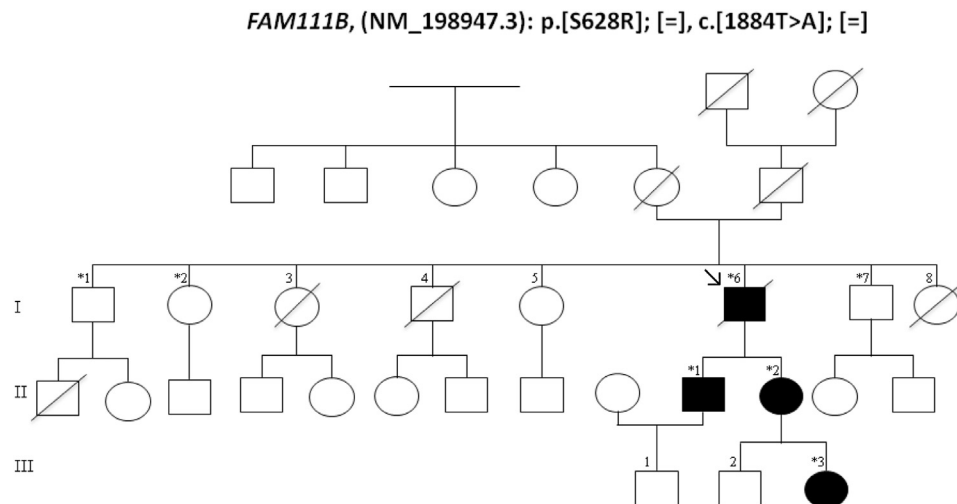 FAM111B, (NM_198947.3): p.[S628R]; [=], c.[1884T>A]; [=]
*1 *2 3 4 5 *6 *7 8
I
*1 *2
II
1 2 *3
III